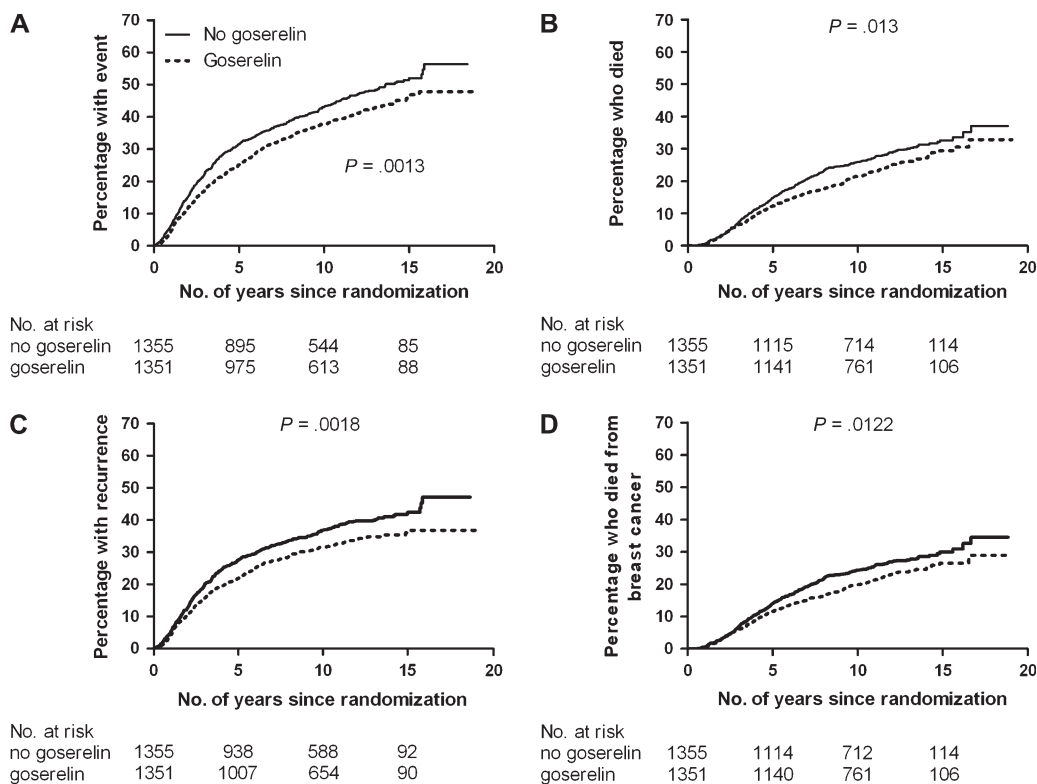 A
Percentage with event
70
60
50
40
30
20
10
0
No goserelin
Goserelin
P = .0013
0 5 10 15 20
No. of years since randomization
No. at risk
no goserelin 1355 895 544 85
goserelin 1351 975 613 88
B
Percentage who died
70
60
50
40
30
20
10
0
P = .013
0 5 10 15 20
No. of years since randomization
No. at risk
no goserelin 1355 1115 714 114
goserelin 1351 1141 761 106
C
Percentage with recurrence
70
60
50
40
30
20
10
0
P = .0018
0 5 10 15 20
No. of years since randomization
No. at risk
no goserelin 1355 938 588 92
goserelin 1351 1007 654 90
D
Percentage who died from
breast cancer
70
60
50
40
30
20
10
0
P = .0122
0 5 10 15 20
No. of years since randomization
No. at risk
no goserelin 1355 1114 712 114
goserelin 1351 1140 761 106